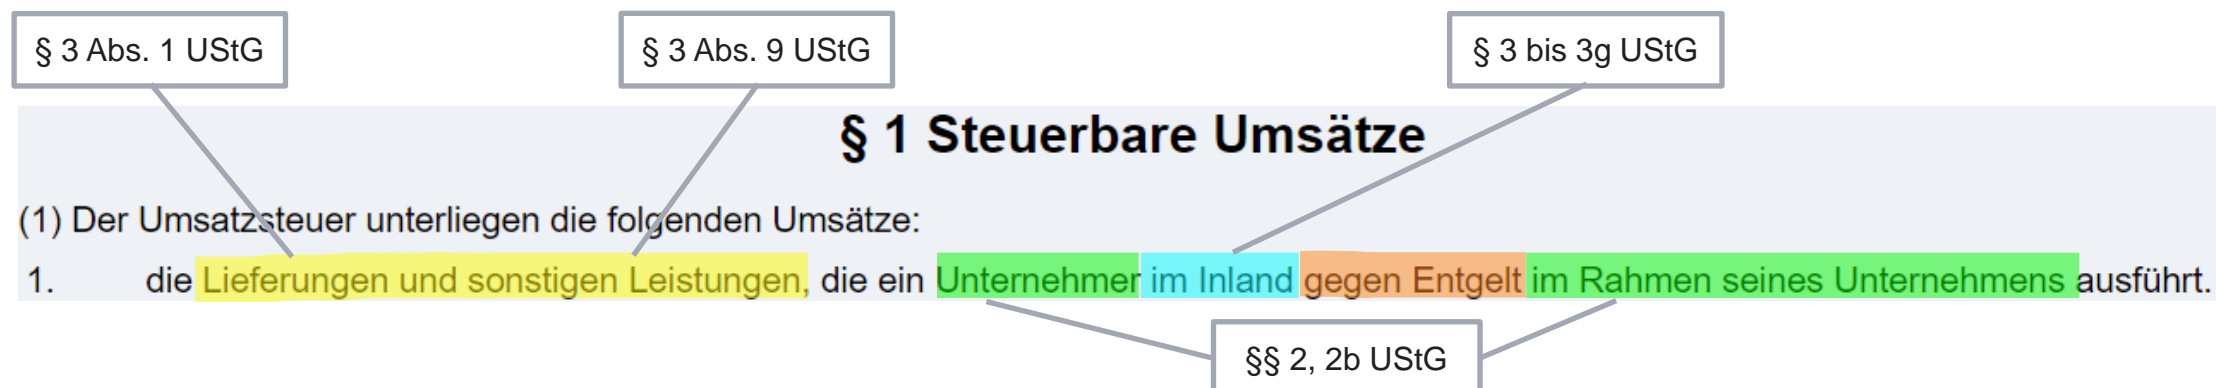 § 3 Abs. 1 UStG
§ 3 Abs. 9 UStG
§ 3 bis 3g UStG
§ 1 Steuerbare Umsätze
(1) Der Umsatzsteuer unterliegen die folgenden Umsätze:
1. die Lieferungen und sonstigen Leistungen, die ein Unternehmer im Inland gegen Entgelt im Rahmen seines Unternehmens ausführt.
§§ 2, 2b UStG